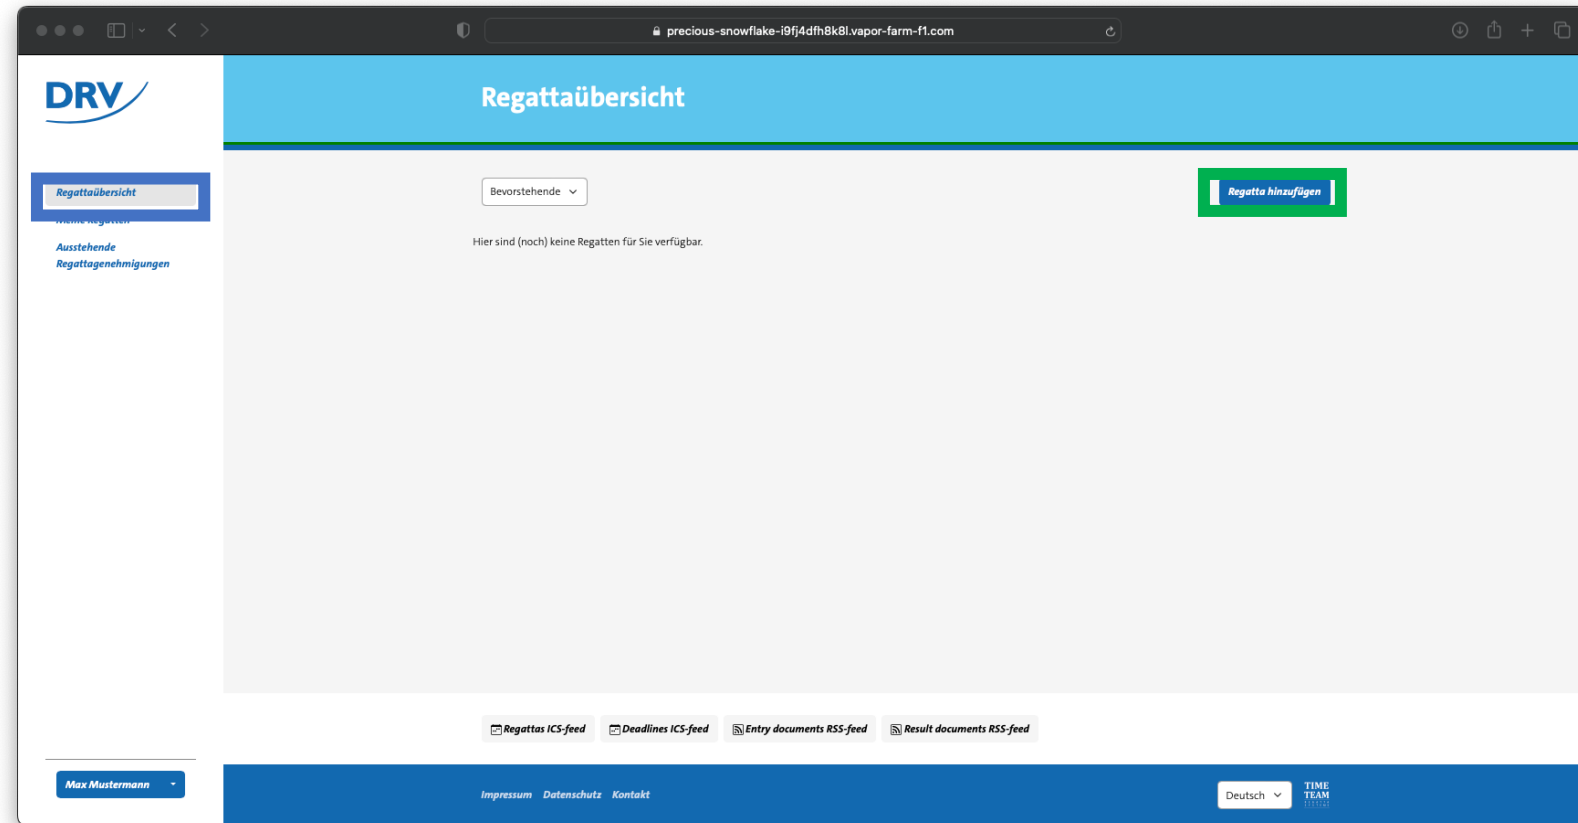 precious-snowflake-i9fj4dfh8k8l.vapor-farm-f1.com
DRV
Regattaübersicht
Regattaübersicht
Meine Regatten
Ausstehende
Regattagenehmigungen
Bevorstehende
Regatta hinzufügen
Hier sind (noch) keine Regatten für Sie verfügbar.
Regattas ICS-feed
Deadlines ICS-feed
Entry documents RSS-feed
Result documents RSS-feed
Max Mustermann
Impressum Datenschutz Kontakt
Deutsch
TIME
TEAM